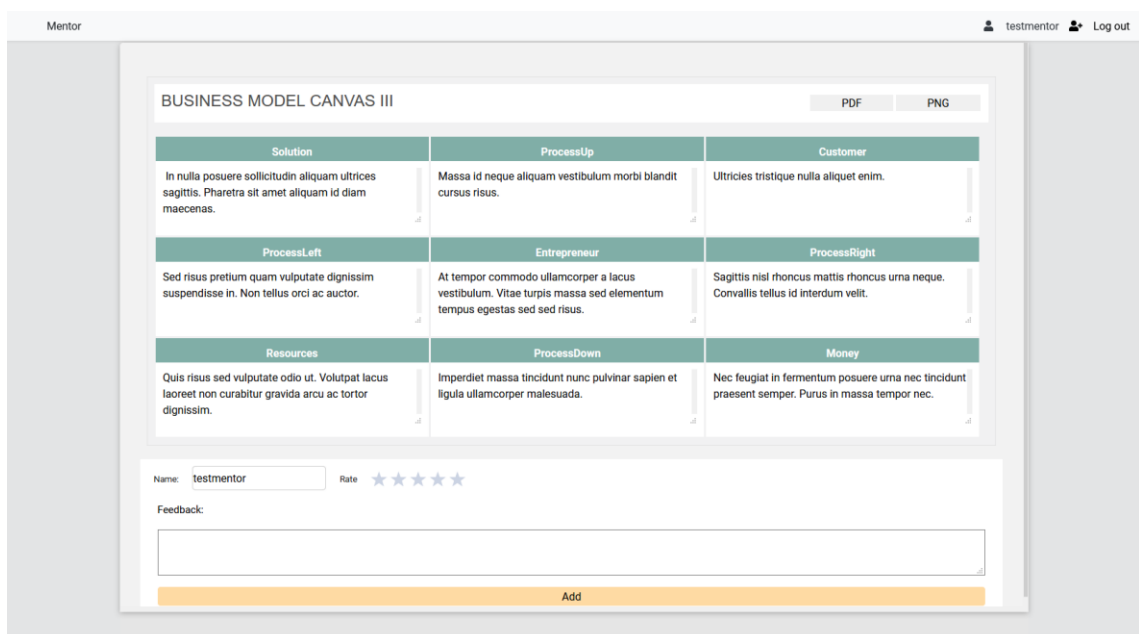 Mentor
testmentor
Log out
BUSINESS MODEL CANVAS III
PDF
PNG
Solution
ProcessUp
Customer
In nulla posuere sollicitudin aliquam ultrices
sagittis. Pharetra sit amet aliquam id diam
maecenas.
Massa id neque aliquam vestibulum morbi blandit
cursus risus.
Ultricies tristique nulla aliquet enim.
ProcessLeft
Entrepreneur
ProcessRight
Sed risus pretium quam vulputate dignissim
suspendisse in. Non tellus orci ac auctor.
At tempor commodo ullamcorper a lacus
vestibulum. Vitae turpis massa sed elementum
tempus egestas sed sed risus.
Sagittis nisl rhoncus mattis rhoncus urna neque.
Convallis tellus id interdum velit.
Resources
ProcessDown
Money
Quis risus sed vulputate odio ut. Volutpat lacus
laoreet non curabitur gravida arcu ac tortor
dignissim.
Imperdiet massa tincidunt nunc pulvinar sapien et
ligula ullamcorper malesuada.
Nec feugiat in fermentum posuere urna nec tincidunt
praesent semper. Purus in massa tempor nec.
Name:
testmentor
Rate
Feedback:
Add